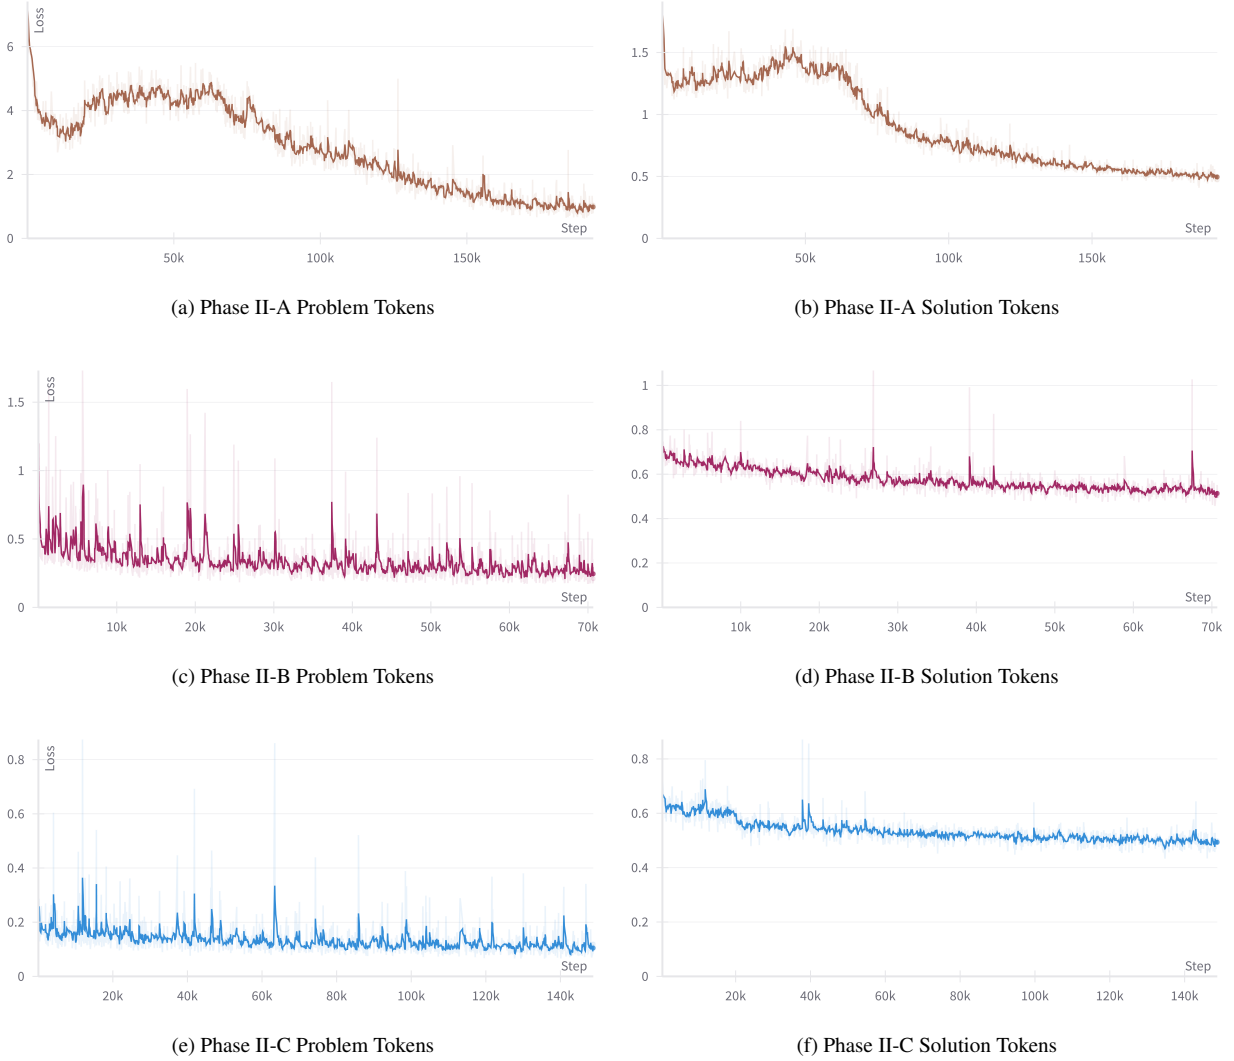 Loss
6
4
2
0
50k 100k 150k
Step
(a) Phase II-A Problem Tokens
1.5
1
0.5
0
50k 100k 150k
Step
(b) Phase II-A Solution Tokens
Loss
1.5
1
0.5
0
10k 20k 30k 40k 50k 60k 70k
Step
(c) Phase II-B Problem Tokens
1
0.8
0.6
0.4
0.2
0
10k 20k 30k 40k 50k 60k 70k
Step
(d) Phase II-B Solution Tokens
Loss
0.8
0.6
0.4
0.2
0
20k 40k 60k 80k 100k 120k 140k
Step
(e) Phase II-C Problem Tokens
0.8
0.6
0.4
0.2
0
20k 40k 60k 80k 100k 120k 140k
Step
(f) Phase II-C Solution Tokens